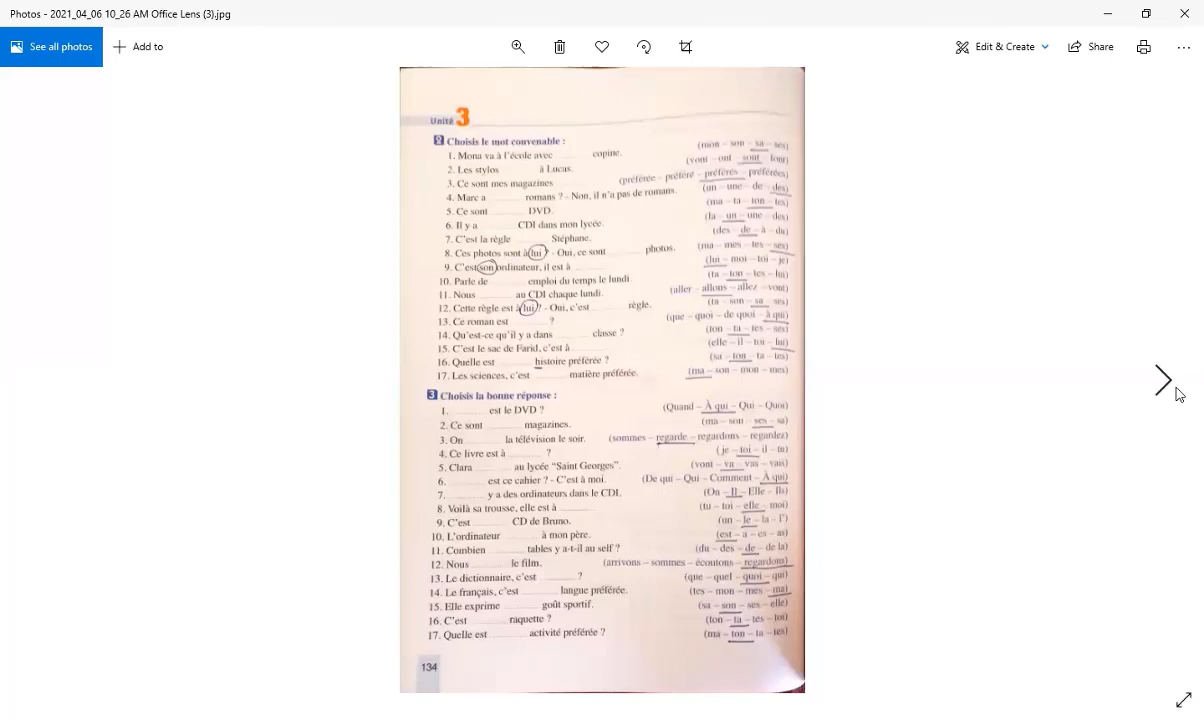 Photos - 2021_04_06 10_26 AM Office Lens (3).jpg
See all photos
Add to
Edit & Create
Share
Unité 3
2 Choisis le mot convenable :
1. Mona va à l'école avec ______ copine. (mon – son – sa – ses)
2. Les stylos ______ à Lucas. (vont – ont – sont – font)
3. Ce sont mes magazines ______ (préférée – préféré – préférés – préférées)
4. Marc a ______ romans ? - Non, il n'a pas de romans. (un – une – de – des)
5. Ce sont ______ DVD. (ma – ta – ton – tes)
6. Il y a ______ CDI dans mon lycée. (la – un – une – des)
7. C'est la règle ______ Stéphane. (des – de – à – du)
8. Ces photos sont à lui ? - Oui, ce sont ______ photos. (ma – mes – tes – ses)
9. C'est son ordinateur, il est à ______ (lui – moi – toi – je)
10. Parle de ______ emploi du temps le lundi. (ta – ton – tes – lui)
11. Nous ______ au CDI chaque lundi. (aller – allons – allez – vont)
12. Cette règle est à lui ? - Oui, c'est ______ règle. (ta – son – sa – ses)
13. Ce roman est ______ ? (que – quoi – de quoi – à qui)
14. Qu'est-ce qu'il y a dans ______ classe ? (ton – ta – tes – ses)
15. C'est le sac de Farid, c'est à ______ (elle – il – toi – lui)
16. Quelle est ______ histoire préférée ? (sa – ton – ta – tes)
17. Les sciences, c'est ______ matière préférée. (ma – son – mon – mes)
3 Choisis la bonne réponse :
1. ______ est le DVD ? (Quand – À qui – Qui – Quoi)
2. Ce sont ______ magazines. (ma – son – ses – sa)
3. On ______ la télévision le soir. (sommes – regarde – regardons – regardez)
4. Ce livre est à ______ ? (je – toi – il – tu)
5. Clara ______ au lycée "Saint Georges". (vont – va – vas – vais)
6. ______ est ce cahier ? - C'est à moi. (De qui – Qui – Comment – À qui)
7. ______ y a des ordinateurs dans le CDI. (On – Il – Elle – Ils)
8. Voilà sa trousse, elle est à ______ (tu – toi – elle – moi)
9. C'est ______ CD de Bruno. (un – le – la – l')
10. L'ordinateur ______ à mon père. (est – a – es – as)
11. Combien ______ tables y a-t-il au self ? (du – des – de – de la)
12. Nous ______ le film. (arrivons – sommes – écoutons – regardons)
13. Le dictionnaire, c'est ______ ? (que – quel – quoi – qui)
14. Le français, c'est ______ langue préférée. (tes – mon – mes – ma)
15. Elle exprime ______ goût sportif. (sa – son – ses – elle)
16. C'est ______ raquette ? (ton – ta – tes – toi)
17. Quelle est ______ activité préférée ? (ma – ton – ta – tes)
134